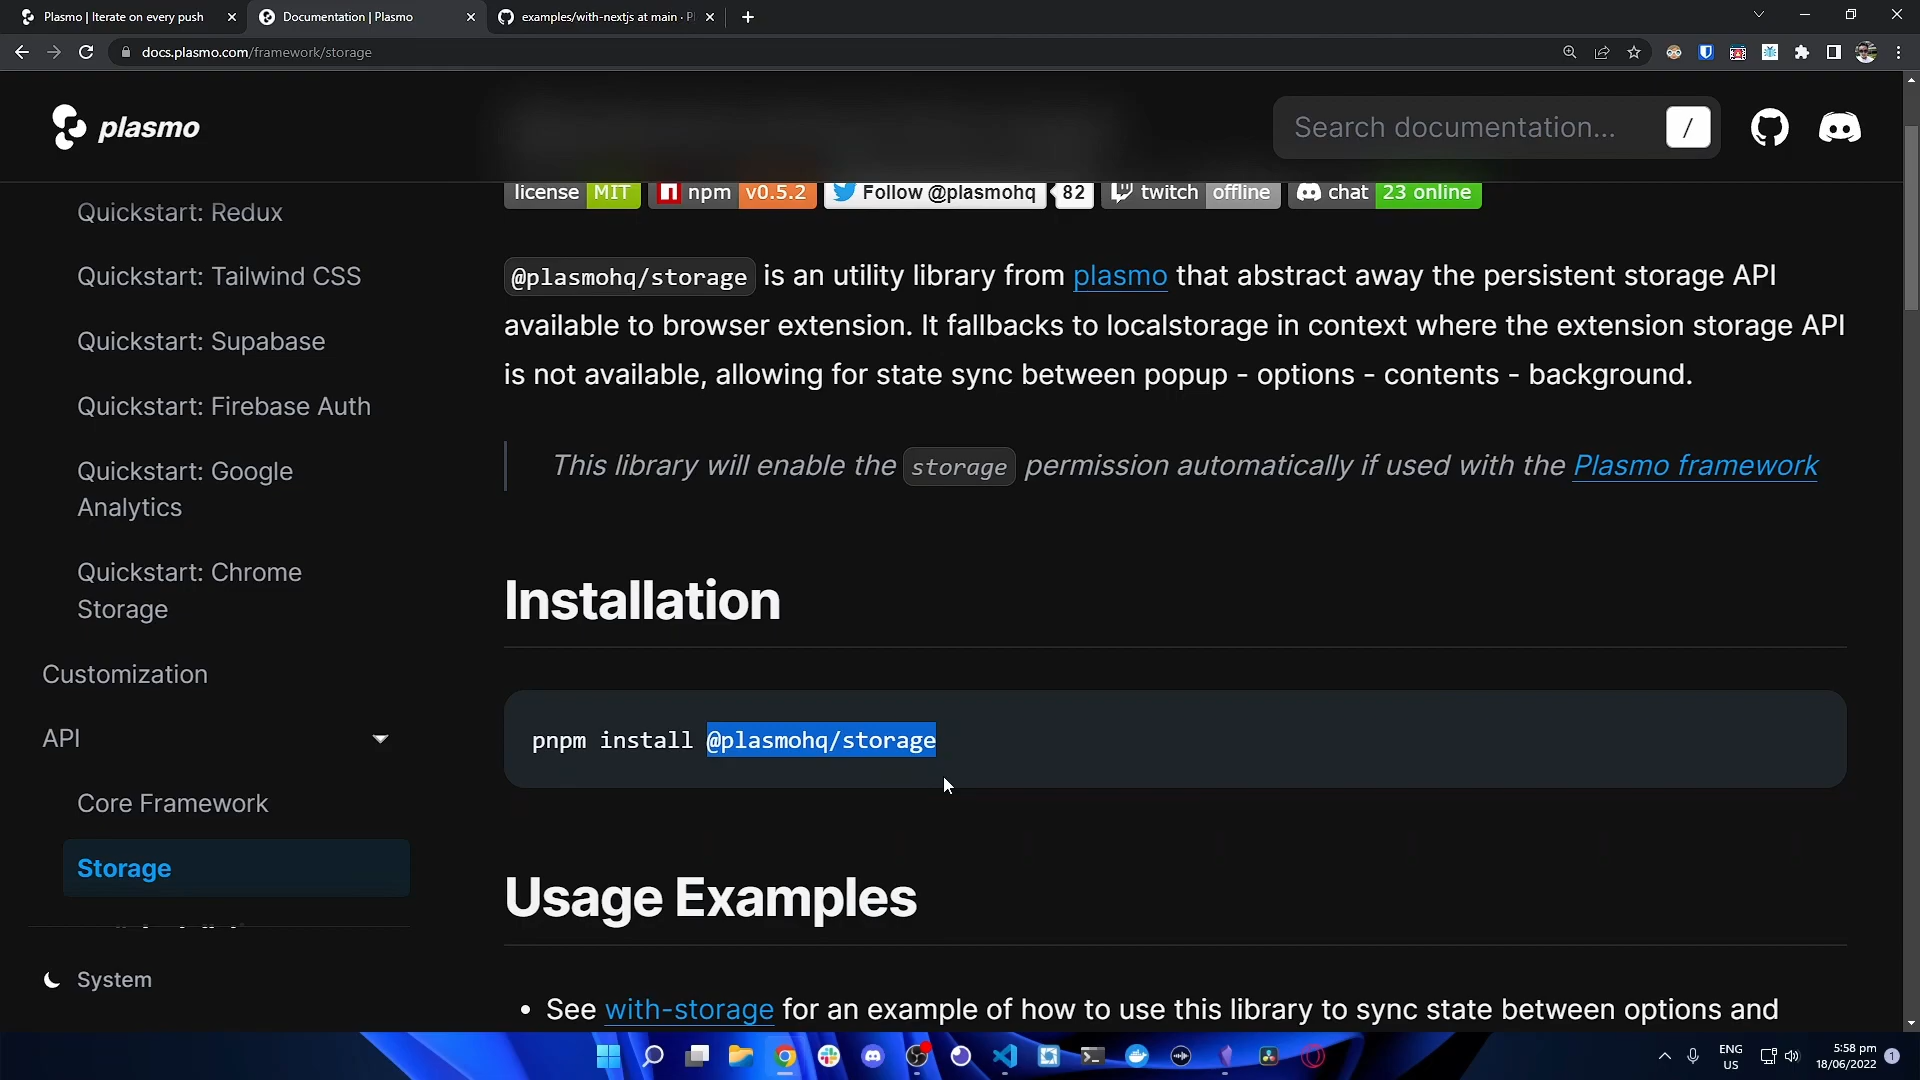 Plasmo | Iterate on every push
Documentation | Plasmo
examples/with-nextjs at main · P
docs.plasmo.com/framework/storage
plasmo
Search documentation...
/
license MIT
npm v0.5.2
Follow @plasmohq 82
twitch offline
chat 23 online
Quickstart: Redux
Quickstart: Tailwind CSS
Quickstart: Supabase
Quickstart: Firebase Auth
Quickstart: Google
Analytics
Quickstart: Chrome
Storage
Customization
API
Core Framework
Storage
System
@plasmohq/storage is an utility library from plasmo that abstract away the persistent storage API
available to browser extension. It fallbacks to localstorage in context where the extension storage API
is not available, allowing for state sync between popup - options - contents - background.
This library will enable the storage permission automatically if used with the Plasmo framework
Installation
pnpm install @plasmohq/storage
Usage Examples
• See with-storage for an example of how to use this library to sync state between options and
ENG
US
5:58 pm
18/06/2022
1